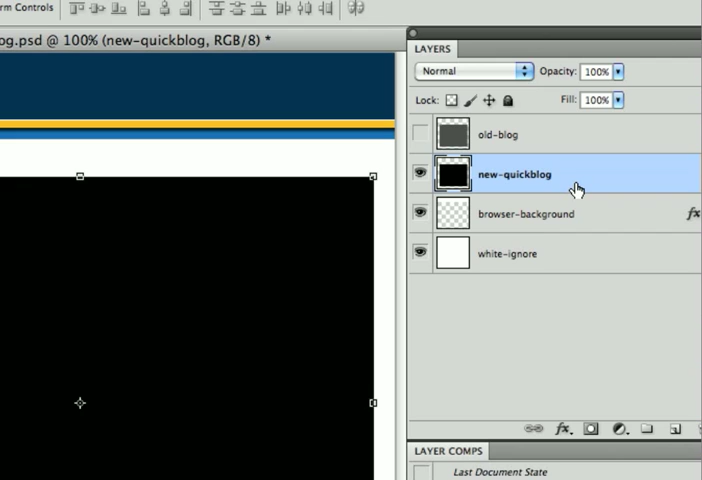 rm Controls
og.psd @ 100% (new-quickblog, RGB/8) *
LAYERS
Normal
Opacity: 100%
Lock:
Fill: 100%
old-blog
new-quickblog
browser-background
fx
white-ignore
fx.
LAYER COMPS
Last Document State